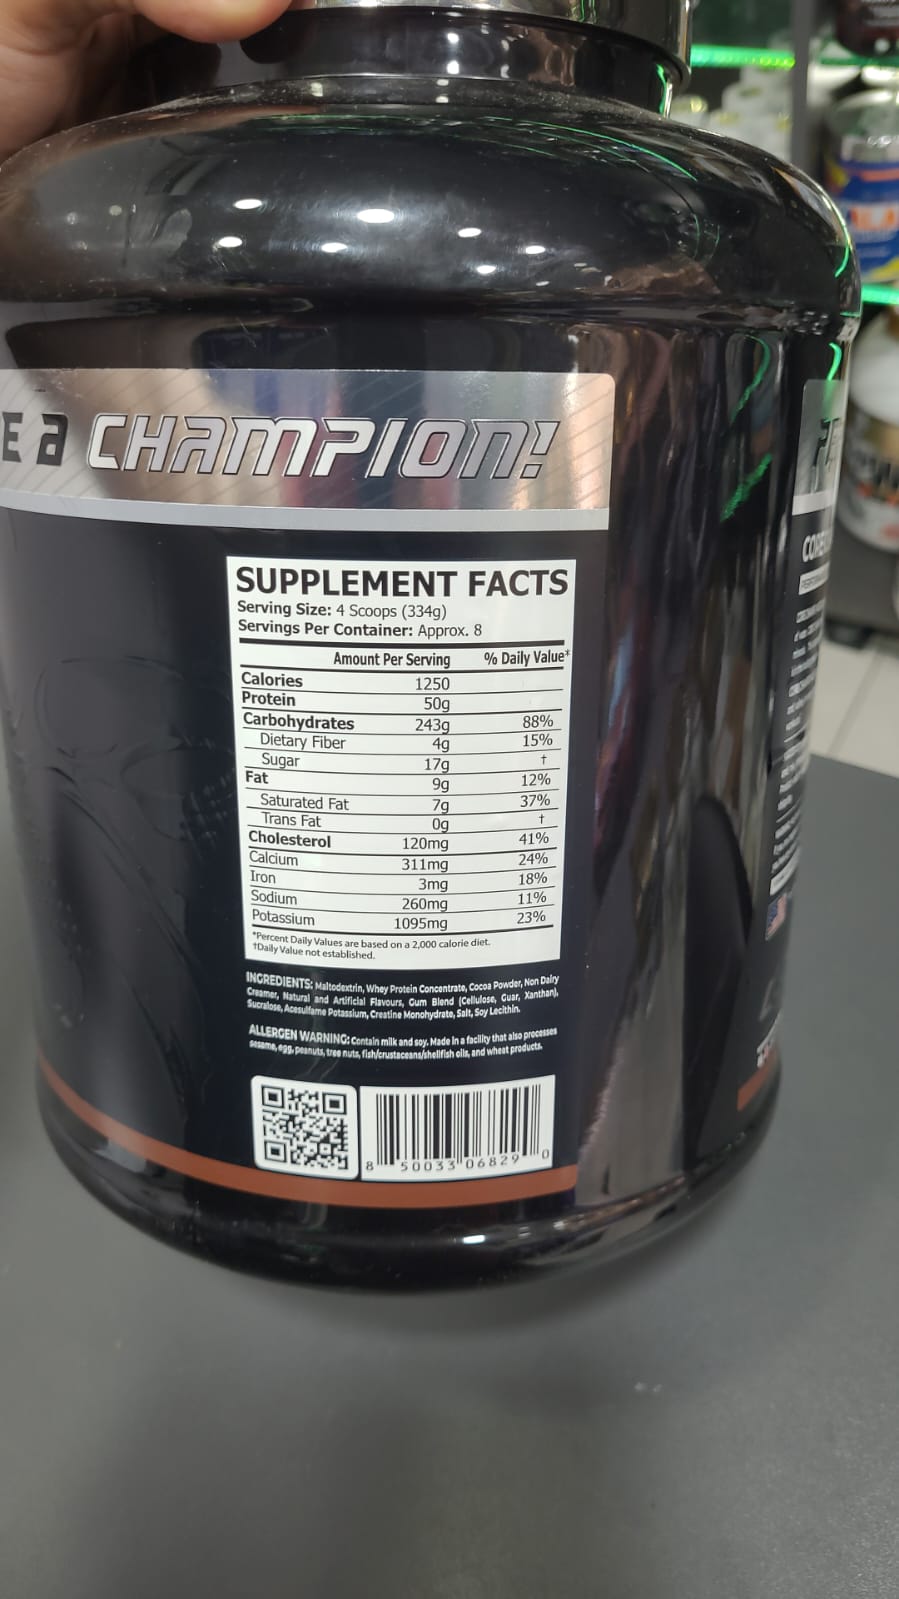 E a CHAMPION!
SUPPLEMENT FACTS
Serving Size: 4 Scoops (334g)
Servings Per Container: Approx. 8
Amount Per Serving % Daily Value*
Calories 1250
Protein 50g
Carbohydrates 243g 88%
Dietary Fiber 4g 15%
Sugar 17g †
Fat 9g 12%
Saturated Fat 7g 37%
Trans Fat 0g †
Cholesterol 120mg 41%
Calcium 311mg 24%
Iron 3mg 18%
Sodium 260mg 11%
Potassium 1095mg 23%
*Percent Daily Values are based on a 2,000 calorie diet.
†Daily Value not established.
INGREDIENTS: Maltodextrin, Whey Protein Concentrate, Cocoa Powder, Non Dairy
Creamer, Natural and Artificial Flavours, Gum Blend (Cellulose, Guar, Xanthan),
Sucralose, Acesulfame Potassium, Creatine Monohydrate, Salt, Soy Lecithin.
ALLERGEN WARNING: Contain milk and soy. Made in a facility that also processes
sesame, egg, peanuts, tree nuts, fish/crustaceans/shellfish oils, and wheat products.
8 50033 06829 0